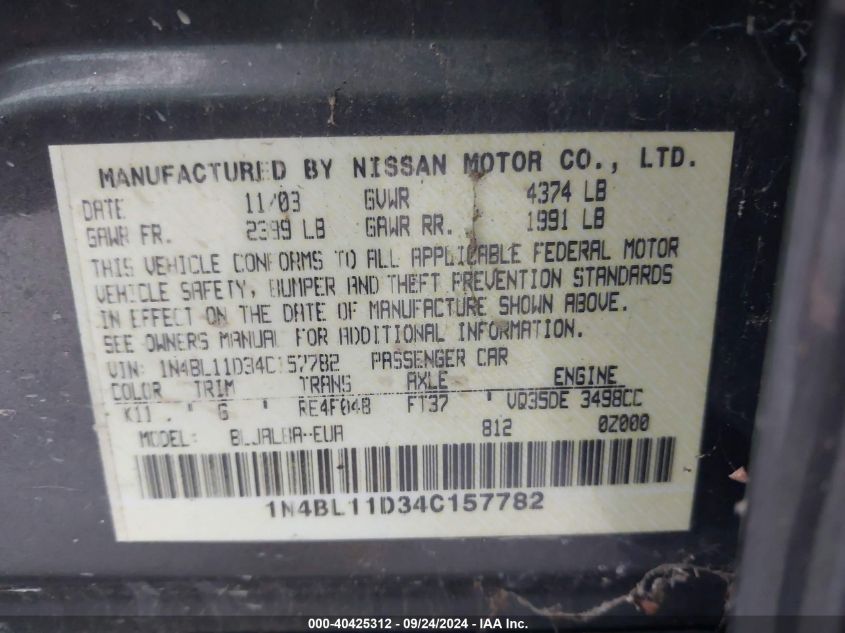 MANUFACTURED BY NISSAN MOTOR CO., LTD.
DATE 11/03 GVWR 4374 LB
GAWR FR. 2399 LB GAWR RR. 1991 LB
THIS VEHICLE CONFORMS TO ALL APPLICABLE FEDERAL MOTOR
VEHICLE SAFETY, BUMPER AND THEFT PREVENTION STANDARDS
IN EFFECT ON THE DATE OF MANUFACTURE SHOWN ABOVE.
SEE OWNERS MANUAL FOR ADDITIONAL INFORMATION.
VIN: 1N4BL11D34C157782 PASSENGER CAR
COLOR TRIM TRANS AXLE ENGINE
K11 G RE4F04B FT37 VQ35DE 3498CC
MODEL: BLJALBA-EUA 812 0Z000
1N4BL11D34C157782
000-40425312 - 09/24/2024 - IAA Inc.